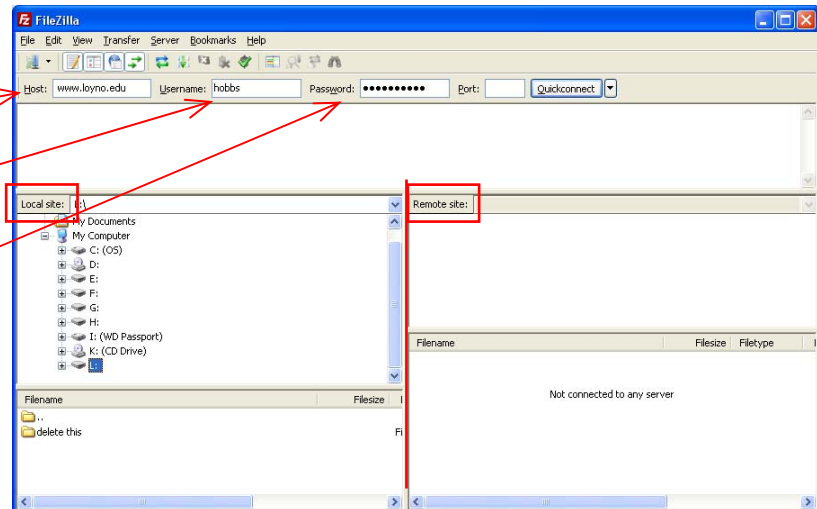 FileZilla
File Edit View Transfer Server Bookmarks Help
Host: www.loyno.edu Username: hobbs Password: •••••••••• Port: Quickconnect
Local site: L:\ Remote site:
My Documents
My Computer
C: (OS)
D:
E:
F:
G:
H:
I: (WD Passport)
K: (CD Drive)
L:
Filename Filesize Filetype
Not connected to any server
Filename Filesize
..
delete this Fi